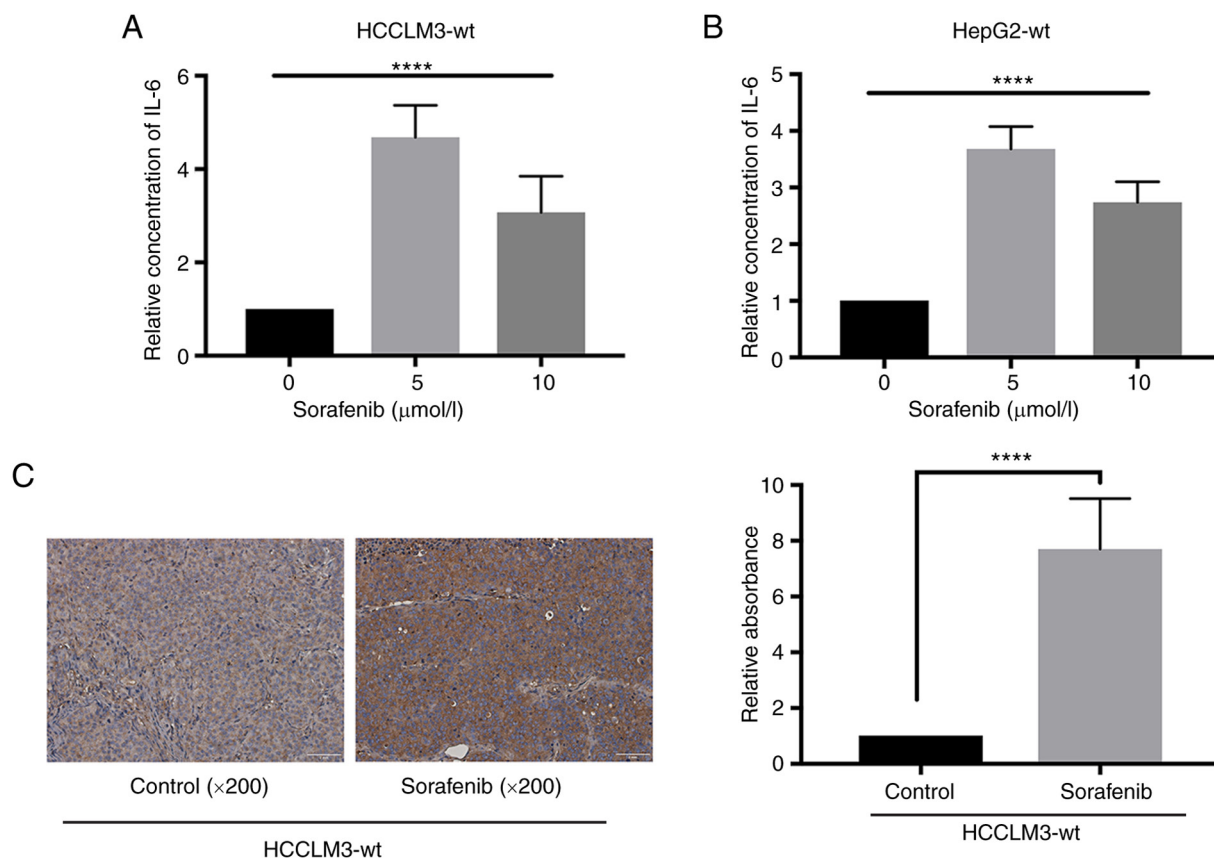 A
HCCLM3-wt
****
Relative concentration of IL-6
6
4
2
0
0 5 10
Sorafenib (μmol/l)
B
HepG2-wt
****
Relative concentration of IL-6
5
4
3
2
1
0
0 5 10
Sorafenib (μmol/l)
C
Control (×200) Sorafenib (×200)
HCCLM3-wt
****
Relative absorbance
10
8
6
4
2
0
Control Sorafenib
HCCLM3-wt